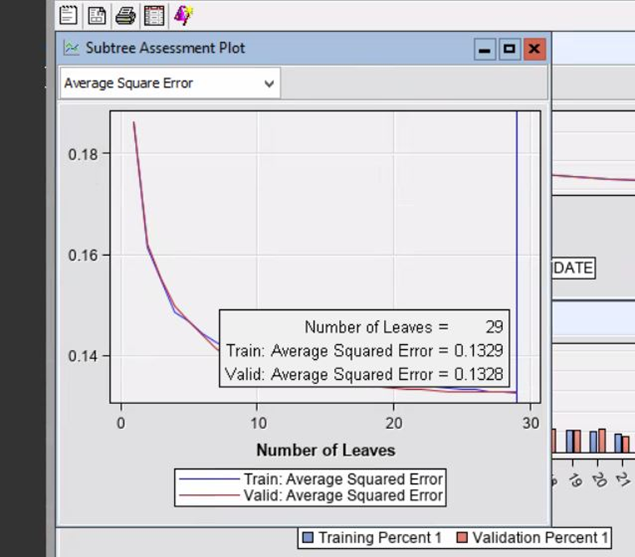 Subtree Assessment Plot
Average Square Error
0.18
0.16
0.14
Number of Leaves = 29
Train: Average Squared Error = 0.1329
Valid: Average Squared Error = 0.1328
0 10 20 30
Number of Leaves
Train: Average Squared Error
Valid: Average Squared Error
DATE
19 20 21
Training Percent 1 Validation Percent 1